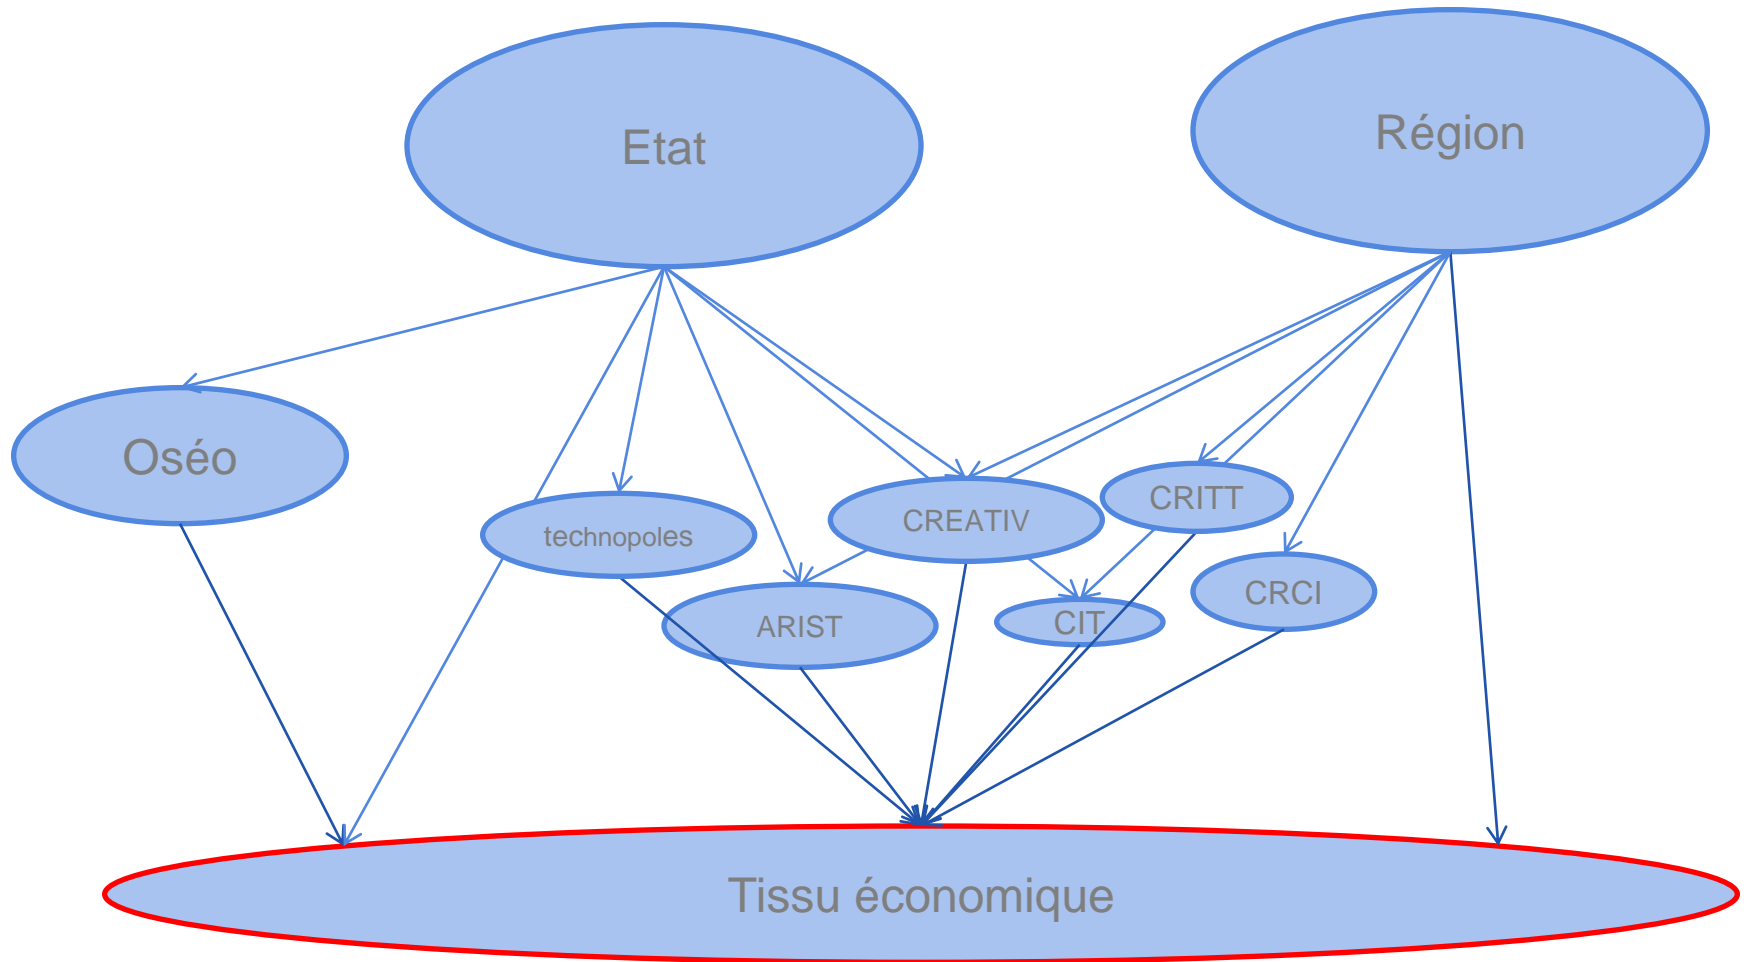 Etat
Région
Oséo
technopoles
CREATIV
CRITT
ARIST
CIT
CRCI
Tissu économique